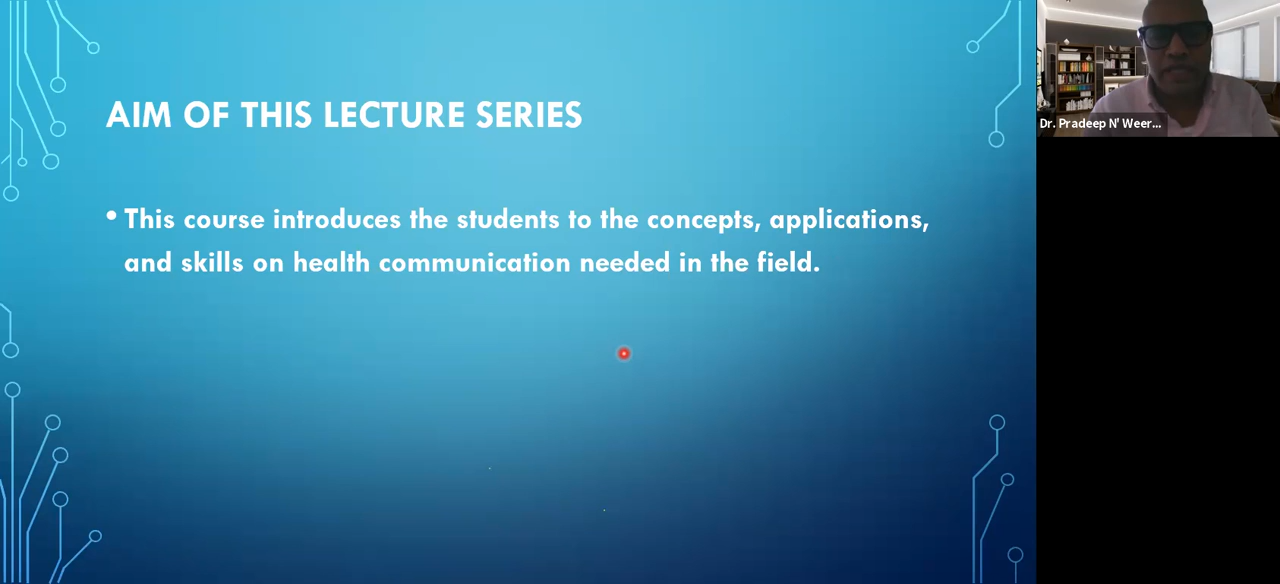 AIM OF THIS LECTURE SERIES
• This course introduces the students to the concepts, applications,
and skills on health communication needed in the field.
Dr. Pradeep N' Weer...